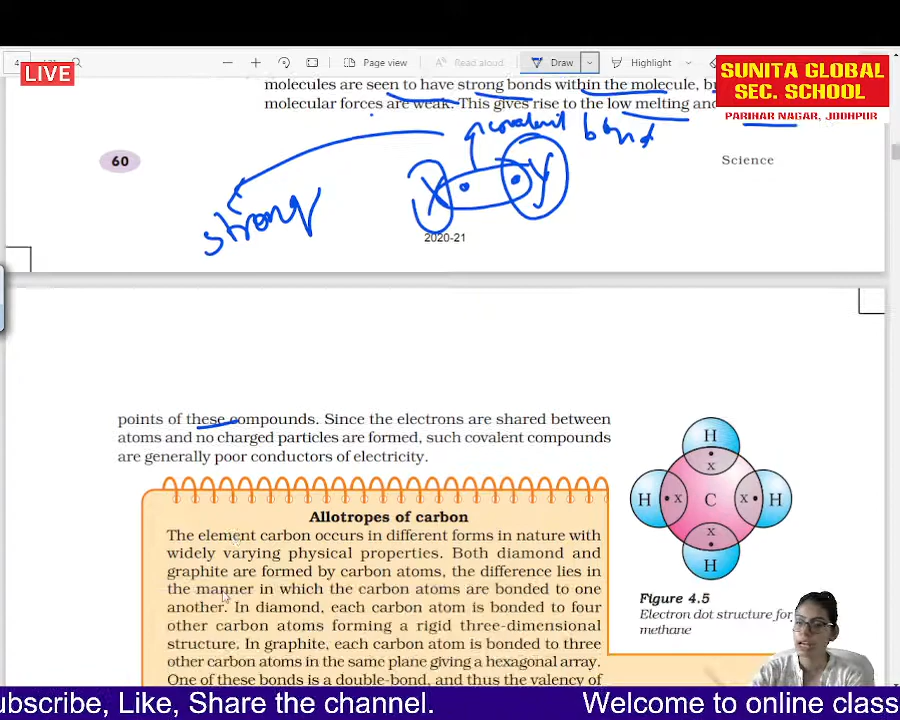 4
Page view
Read aloud
Draw
Highlight
LIVE
SUNITA GLOBAL
SEC. SCHOOL
PARIHAR NAGAR, JODHPUR
molecules are seen to have strong bonds within the molecule,
molecular forces are weak. This gives rise to the low melting and
covalent bond
60
Science
strong
X Y
2020-21
points of these compounds. Since the electrons are shared between
atoms and no charged particles are formed, such covalent compounds
are generally poor conductors of electricity.
H
x
H x C x H
x
H
Figure 4.5
Electron dot structure for
methane
Allotropes of carbon
The element carbon occurs in different forms in nature with
widely varying physical properties. Both diamond and
graphite are formed by carbon atoms, the difference lies in
the manner in which the carbon atoms are bonded to one
another. In diamond, each carbon atom is bonded to four
other carbon atoms forming a rigid three-dimensional
structure. In graphite, each carbon atom is bonded to three
other carbon atoms in the same plane giving a hexagonal array.
One of these bonds is a double-bond, and thus the valency of
ubscribe, Like, Share the channel. Welcome to online class